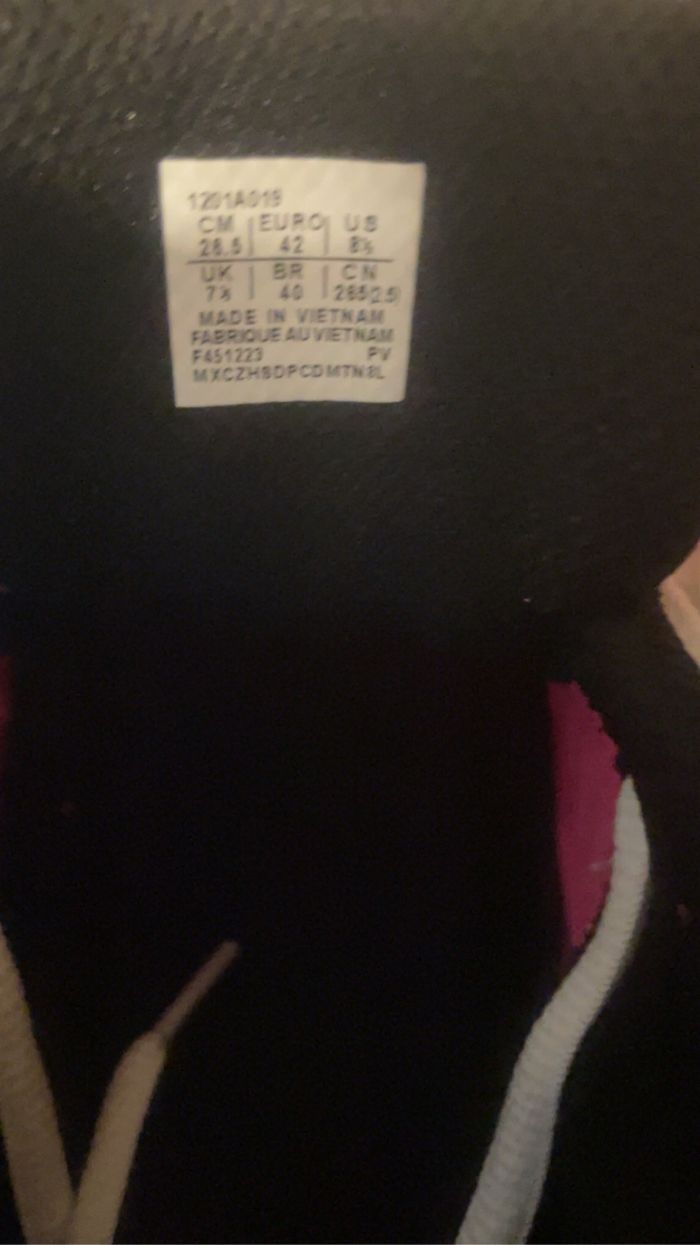 1201A019
CM | EURO | US
26.5 | 42 | 8½
UK | BR | CN
7½ | 40 | 265(2.5)
MADE IN VIETNAM
FABRIQUE AU VIETNAM
F451223 PV
MXCZHSDPCDMTN8L